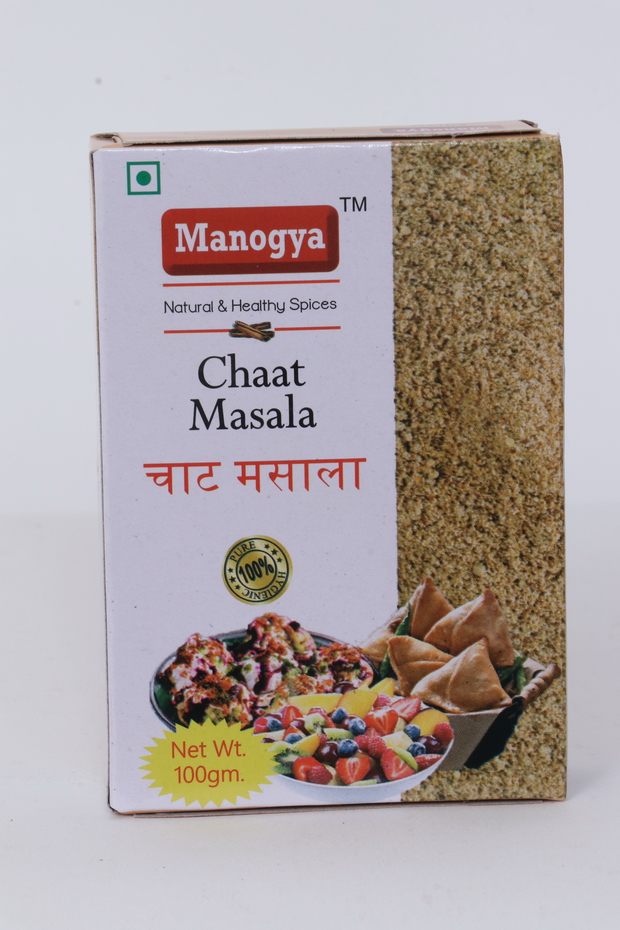 Manogya
TM
Natural & Healthy Spices
Chaat
Masala
चाट मसाला
PURE
100%
HYGIENIC
Net Wt.
100gm.